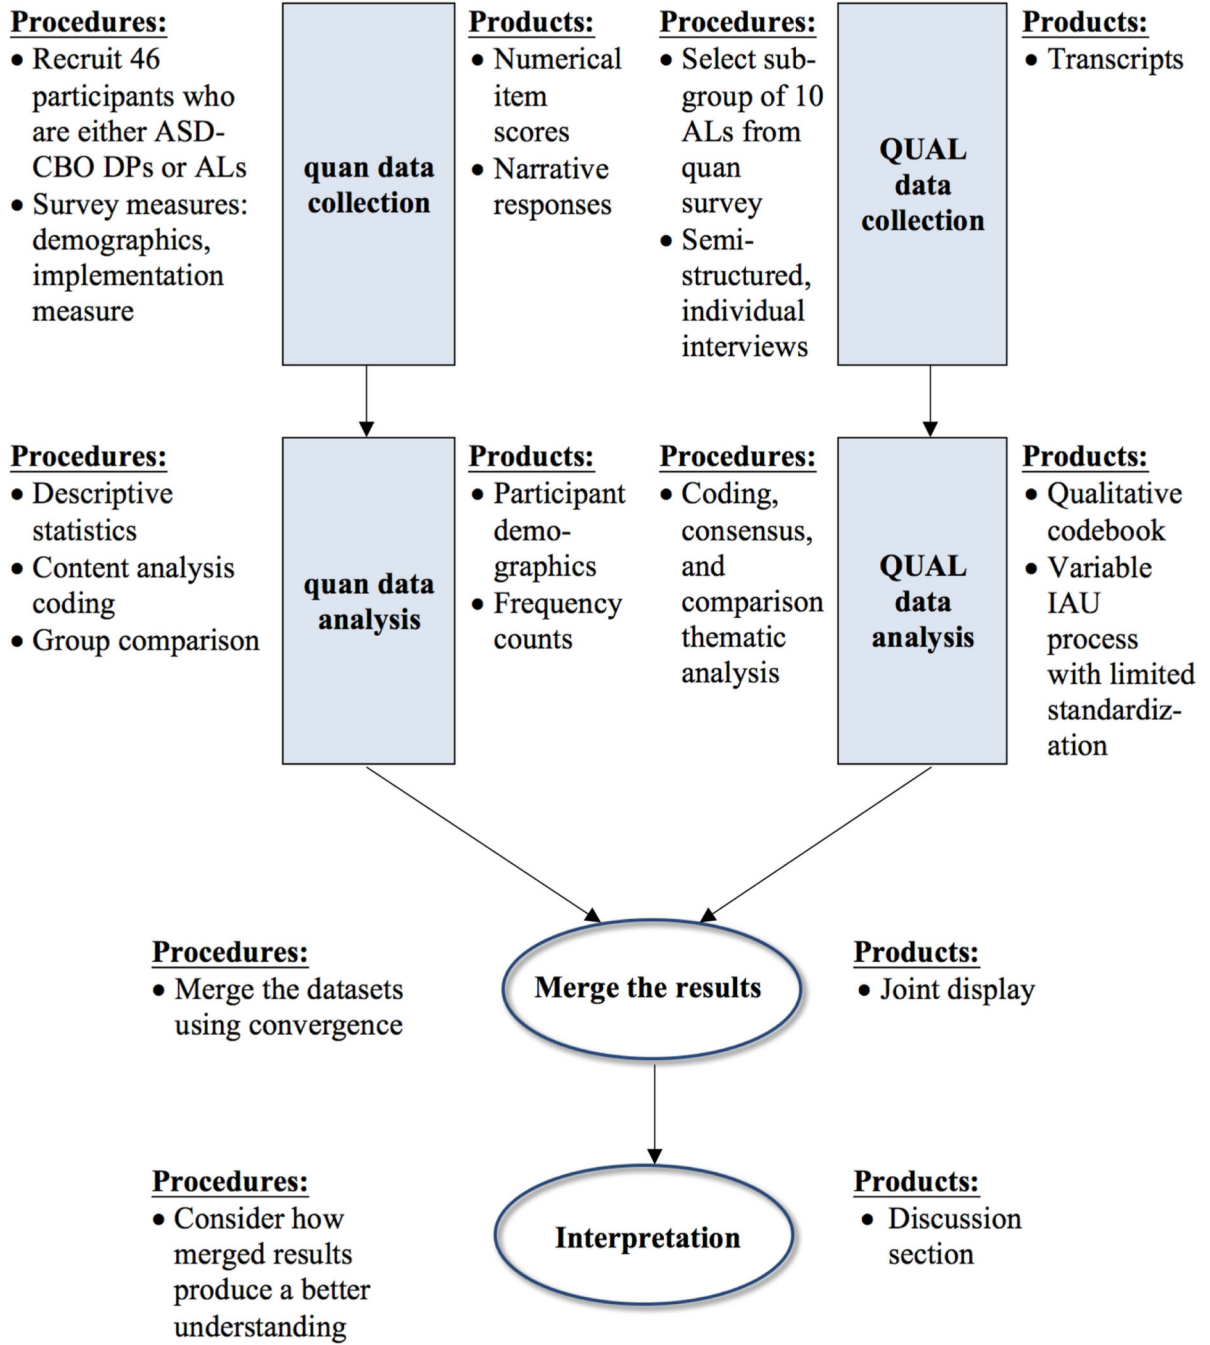 Procedures:
• Recruit 46
participants who
are either ASD-
CBO DPs or ALs
• Survey measures:
demographics,
implementation
measure
quan data
collection
Products:
• Numerical
item
scores
• Narrative
responses
Procedures:
• Select sub-
group of 10
ALs from
quan
survey
• Semi-
structured,
individual
interviews
QUAL
data
collection
Products:
• Transcripts
Procedures:
• Descriptive
statistics
• Content analysis
coding
• Group comparison
quan data
analysis
Products:
• Participant
demo-
graphics
• Frequency
counts
Procedures:
• Coding,
consensus,
and
comparison
thematic
analysis
QUAL
data
analysis
Products:
• Qualitative
codebook
• Variable
IAU
process
with limited
standardiz-
ation
Procedures:
• Merge the datasets
using convergence
Merge the results
Products:
• Joint display
Procedures:
• Consider how
merged results
produce a better
understanding
Interpretation
Products:
• Discussion
section